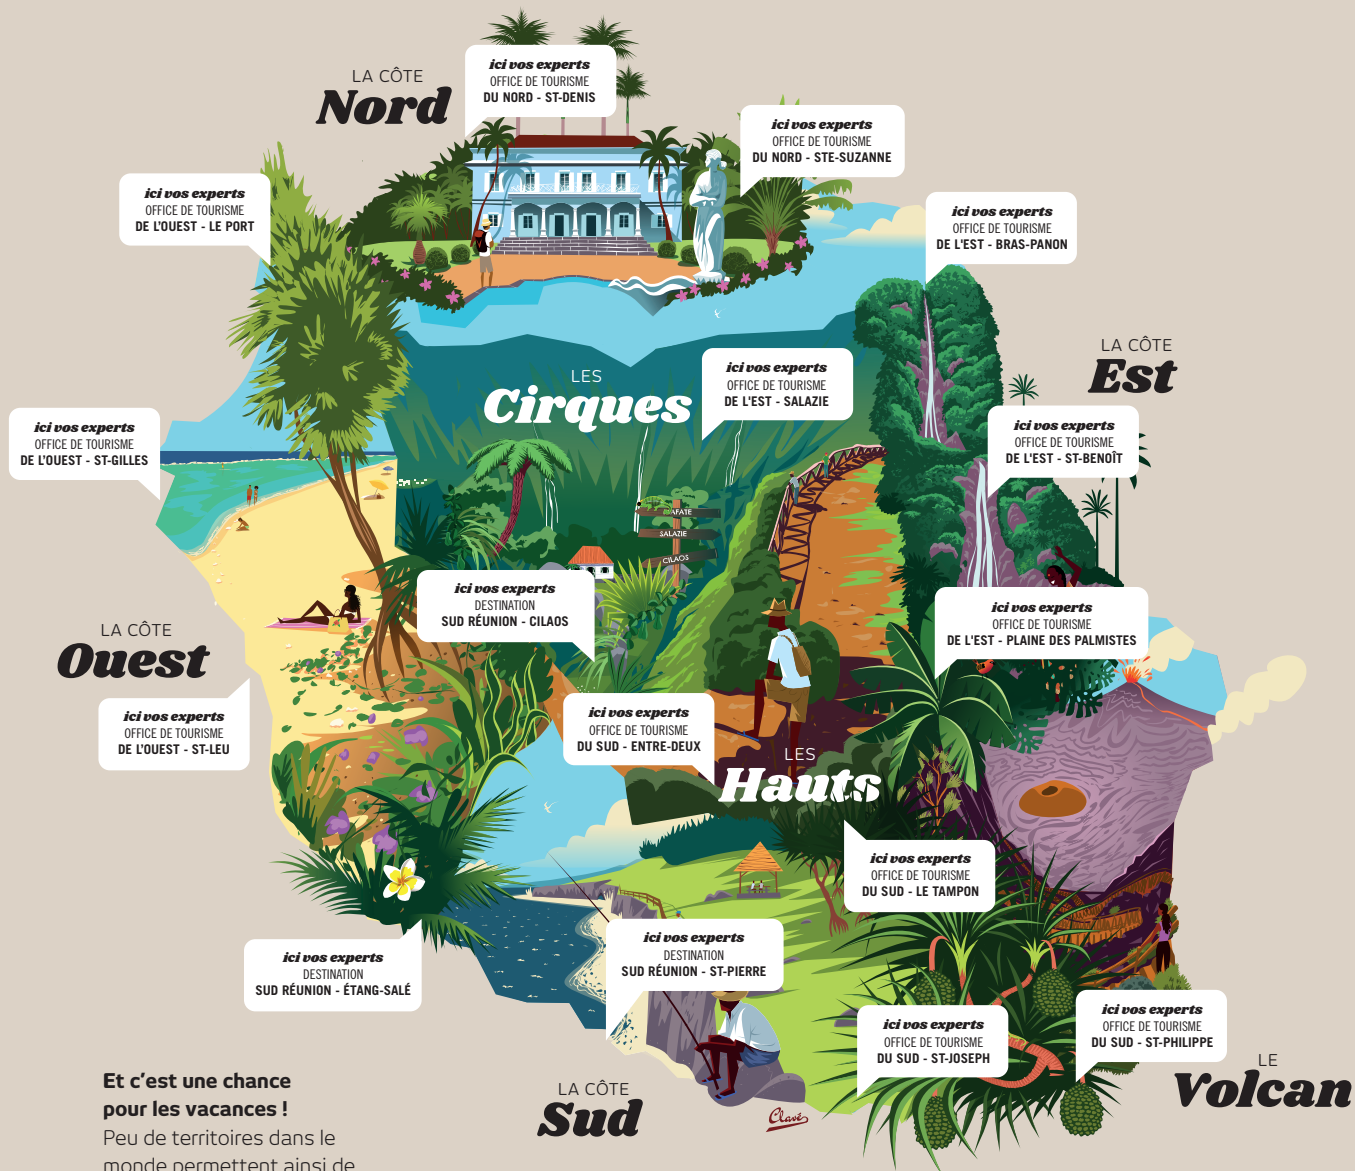 LA CÔTE
Nord
ici vos experts
OFFICE DE TOURISME
DU NORD - ST-DENIS
ici vos experts
OFFICE DE TOURISME
DU NORD - STE-SUZANNE
ici vos experts
OFFICE DE TOURISME
DE L'OUEST - LE PORT
ici vos experts
OFFICE DE TOURISME
DE L'EST - BRAS-PANON
LA CÔTE
Est
LES
Cirques
ici vos experts
OFFICE DE TOURISME
DE L'EST - SALAZIE
ici vos experts
OFFICE DE TOURISME
DE L'OUEST - ST-GILLES
ici vos experts
OFFICE DE TOURISME
DE L'EST - ST-BENOÎT
AFATE
SALAZIE
CILAOS
ici vos experts
DESTINATION
SUD RÉUNION - CILAOS
ici vos experts
OFFICE DE TOURISME
DE L'EST - PLAINE DES PALMISTES
LA CÔTE
Ouest
ici vos experts
OFFICE DE TOURISME
DE L'OUEST - ST-LEU
ici vos experts
OFFICE DE TOURISME
DU SUD - ENTRE-DEUX
LES
Hauts
ici vos experts
OFFICE DE TOURISME
DU SUD - LE TAMPON
ici vos experts
DESTINATION
SUD RÉUNION - ÉTANG-SALÉ
ici vos experts
DESTINATION
SUD RÉUNION - ST-PIERRE
ici vos experts
OFFICE DE TOURISME
DU SUD - ST-JOSEPH
ici vos experts
OFFICE DE TOURISME
DU SUD - ST-PHILIPPE
LE
Volcan
LA CÔTE
Sud
Clavé
Et c'est une chance
pour les vacances !
Peu de territoires dans le
monde permettent ainsi de